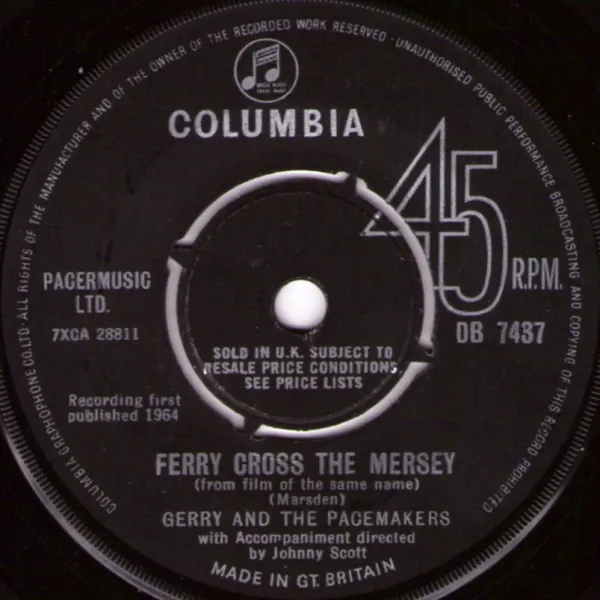 COLUMBIA GRAPHOPHONE CO.LTD·ALL RIGHTS OF THE MANUFACTURER AND OF THE OWNER OF THE RECORDED WORK RESERVED·UNAUTHORISED PUBLIC PERFORMANCE BROADCASTING AND COPYING OF THIS RECORD PROHIBITED
COLUMBIA
45
R.P.M.
PACERMUSIC
LTD.
7XCA 28811
DB 7437
SOLD IN U.K. SUBJECT TO
RESALE PRICE CONDITIONS,
SEE PRICE LISTS
Recording first
published 1964
FERRY CROSS THE MERSEY
(from film of the same name)
(Marsden)
GERRY AND THE PACEMAKERS
with Accompaniment directed
by Johnny Scott
MADE IN GT. BRITAIN